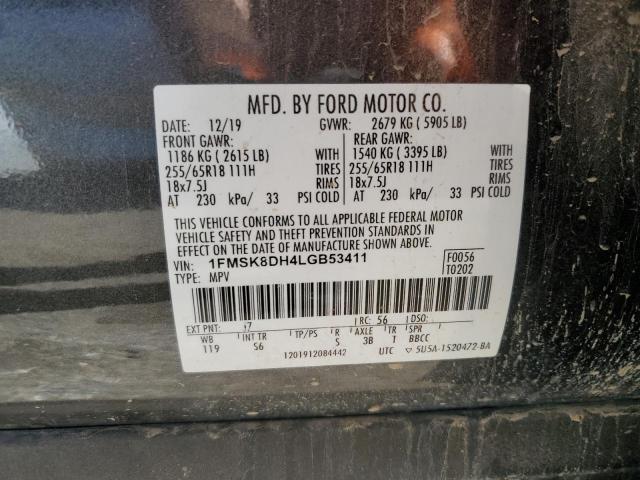 MFD. BY FORD MOTOR CO.
DATE: 12/19 GVWR: 2679 KG ( 5905 LB)
FRONT GAWR: REAR GAWR:
1186 KG ( 2615 LB) WITH 1540 KG ( 3395 LB) WITH
255/65R18 111H TIRES 255/65R18 111H TIRES
18x7.5J RIMS 18x7.5J RIMS
AT 230 kPa/ 33 PSI COLD AT 230 kPa/ 33 PSI COLD
THIS VEHICLE CONFORMS TO ALL APPLICABLE FEDERAL MOTOR
VEHICLE SAFETY AND THEFT PREVENTION STANDARDS IN
EFFECT ON THE DATE OF MANUFACTURE SHOWN ABOVE.
VIN: 1FMSK8DH4LGB53411 F0056
TYPE: MPV T0202
EXT PNT: J7 RC: 56 DSO:
WB INT TR TP/PS R AXLE TR SPR
119 S6 S 3B T BBCC
1201912084442 UTC 5U5A-1520472-BA